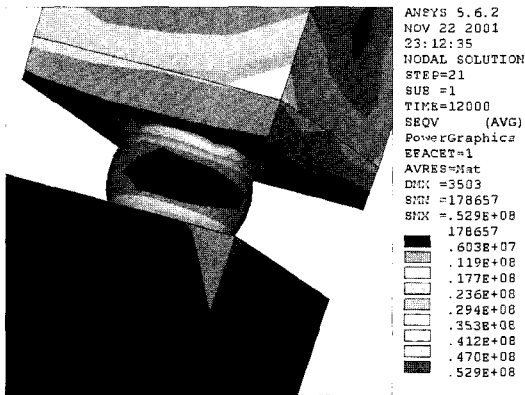 ANSYS 5.6.2
NOV 22 2001
23:12:35
NODAL SOLUTION
STEP=21
SUB =1
TIME=12000
SEQV (AVG)
PowerGraphics
EFACET=1
AVRES=Mat
DMX =3503
SMN =178657
SMX =.529E+08
178657
.603E+07
.119E+08
.177E+08
.236E+08
.294E+08
.353E+08
.412E+08
.470E+08
.529E+08